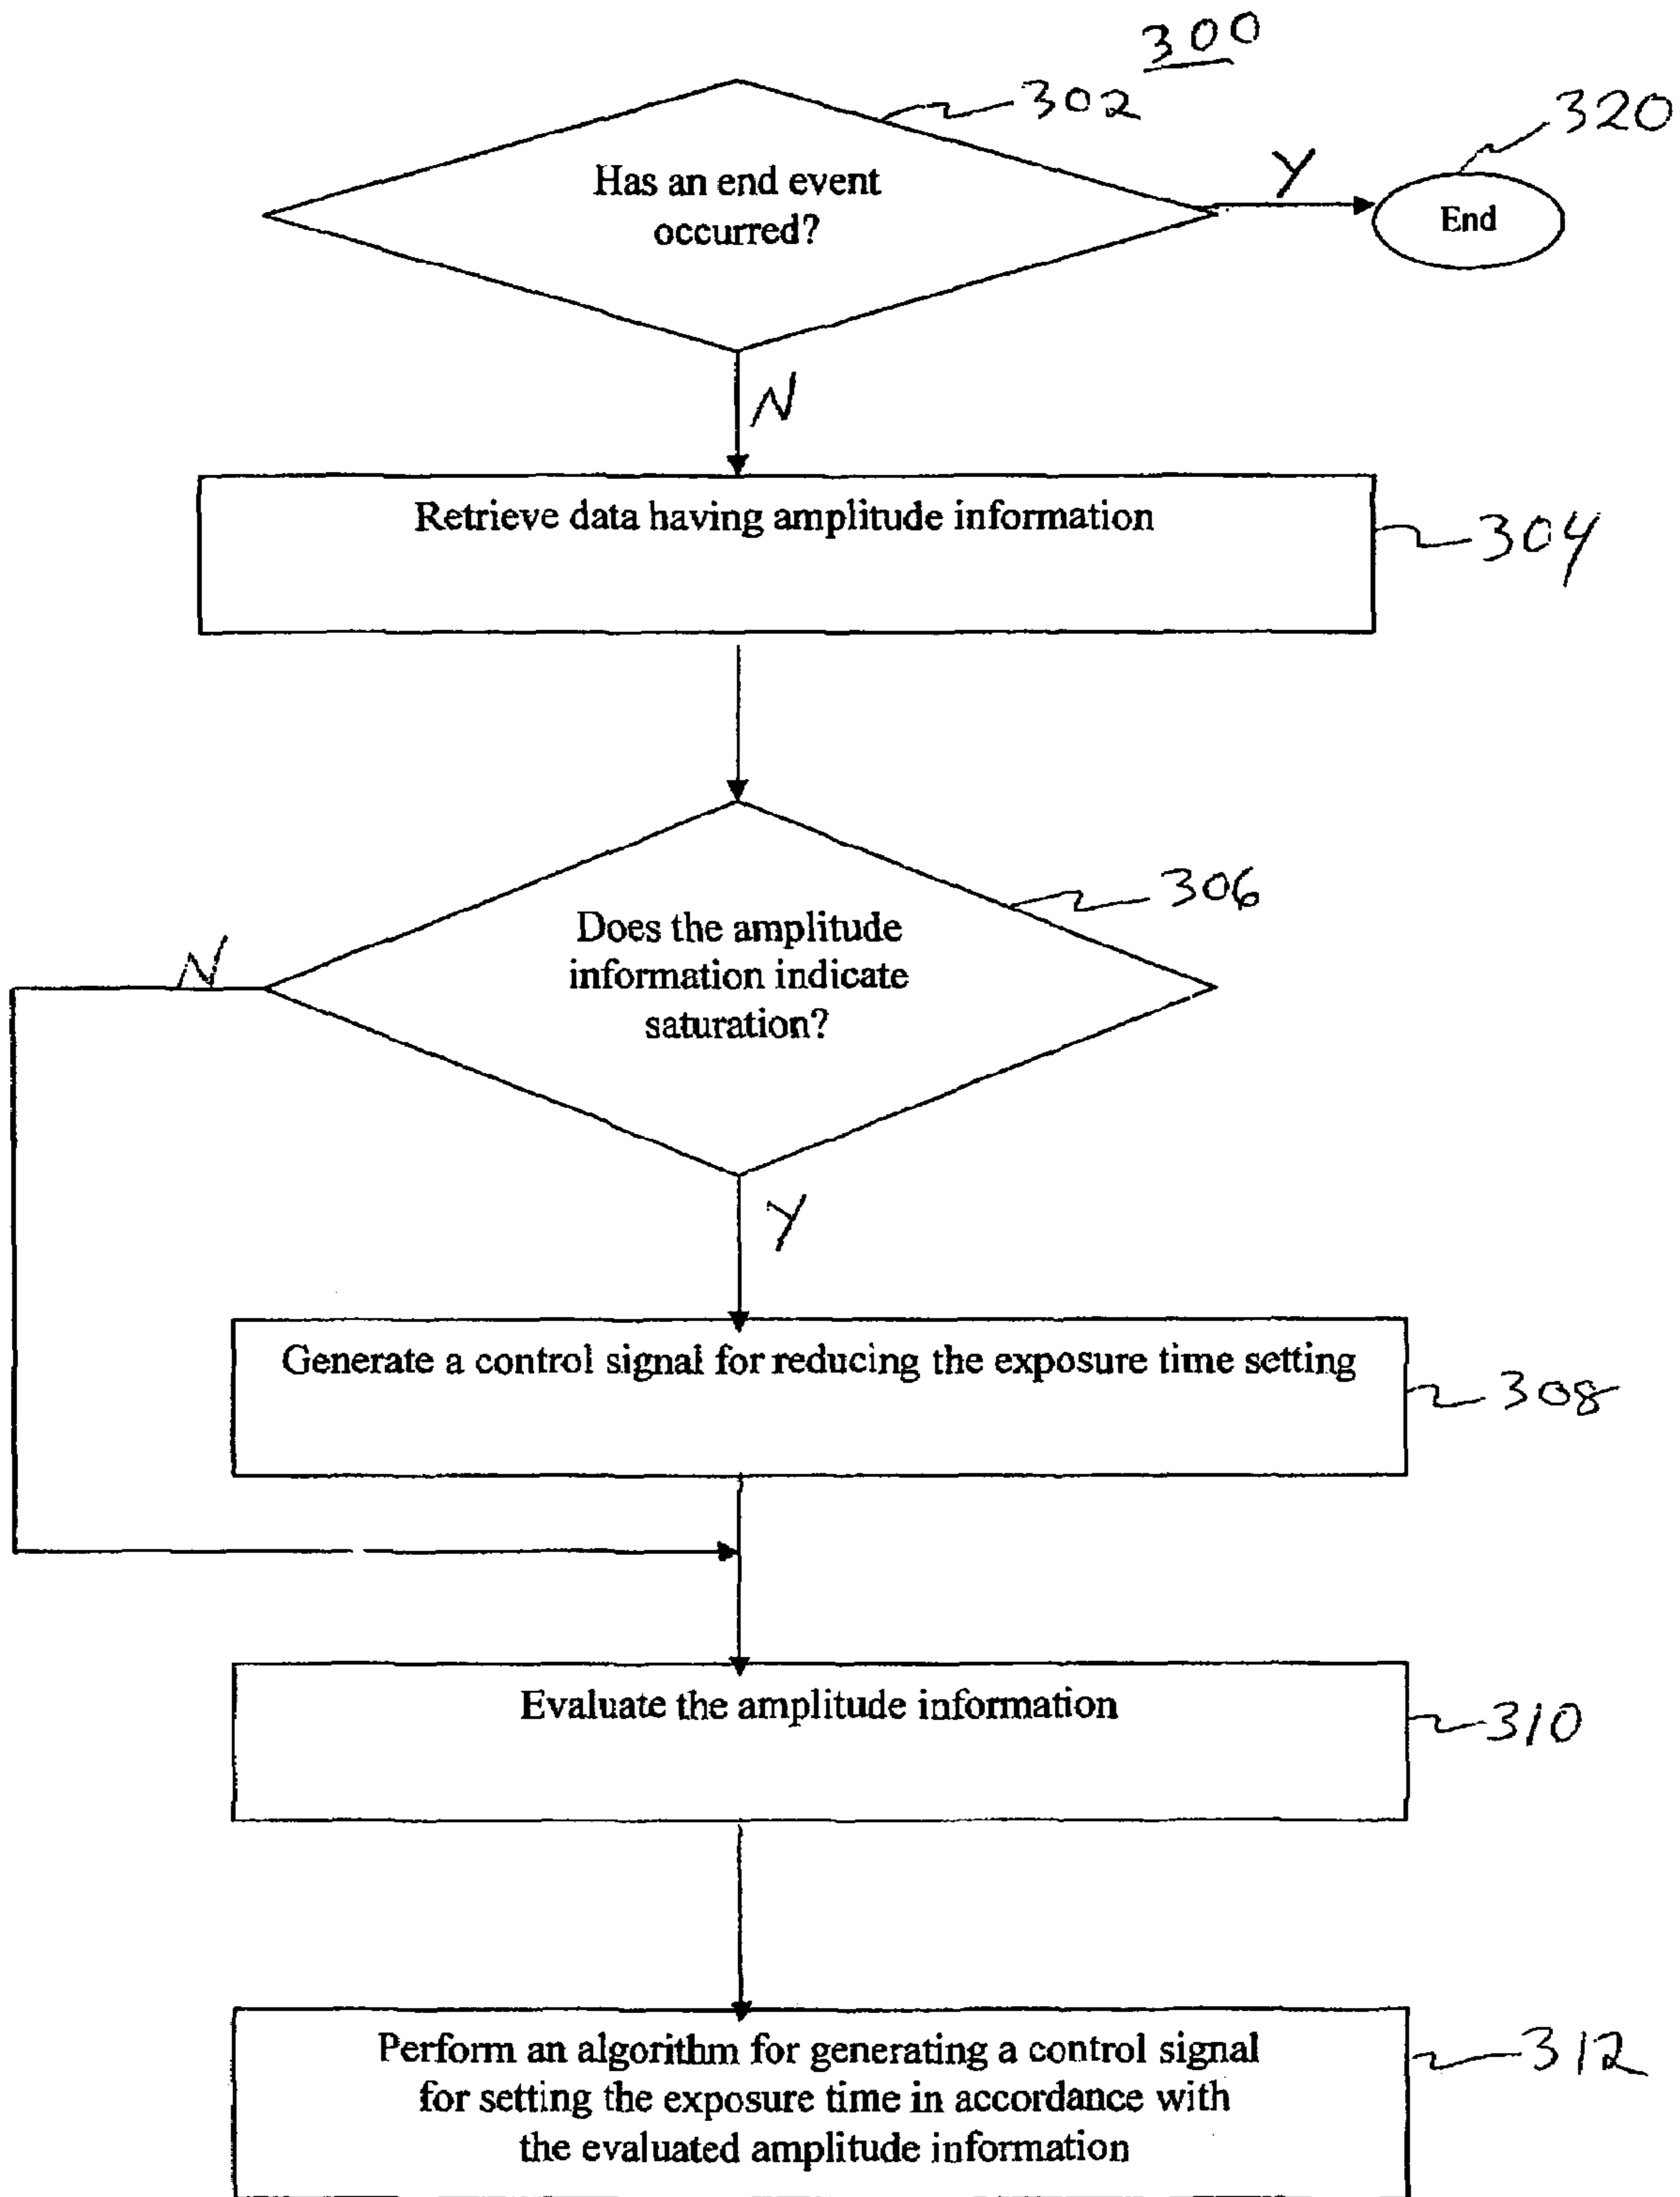 300
302
320
Has an end event
occurred?
Y
End
N
Retrieve data having amplitude information
304
306
Does the amplitude
information indicate
saturation?
N
Y
Generate a control signal for reducing the exposure time setting
308
Evaluate the amplitude information
310
Perform an algorithm for generating a control signal
for setting the exposure time in accordance with
the evaluated amplitude information
312